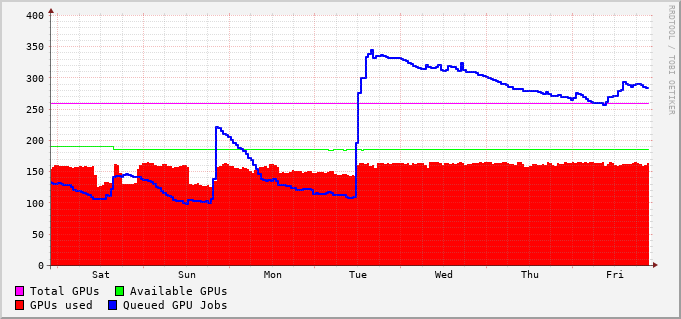 400
350
300
250
200
150
100
50
0
Sat Sun Mon Tue Wed Thu Fri
Total GPUs Available GPUs
GPUs used Queued GPU Jobs
RRDTOOL / TOBI OETIKER